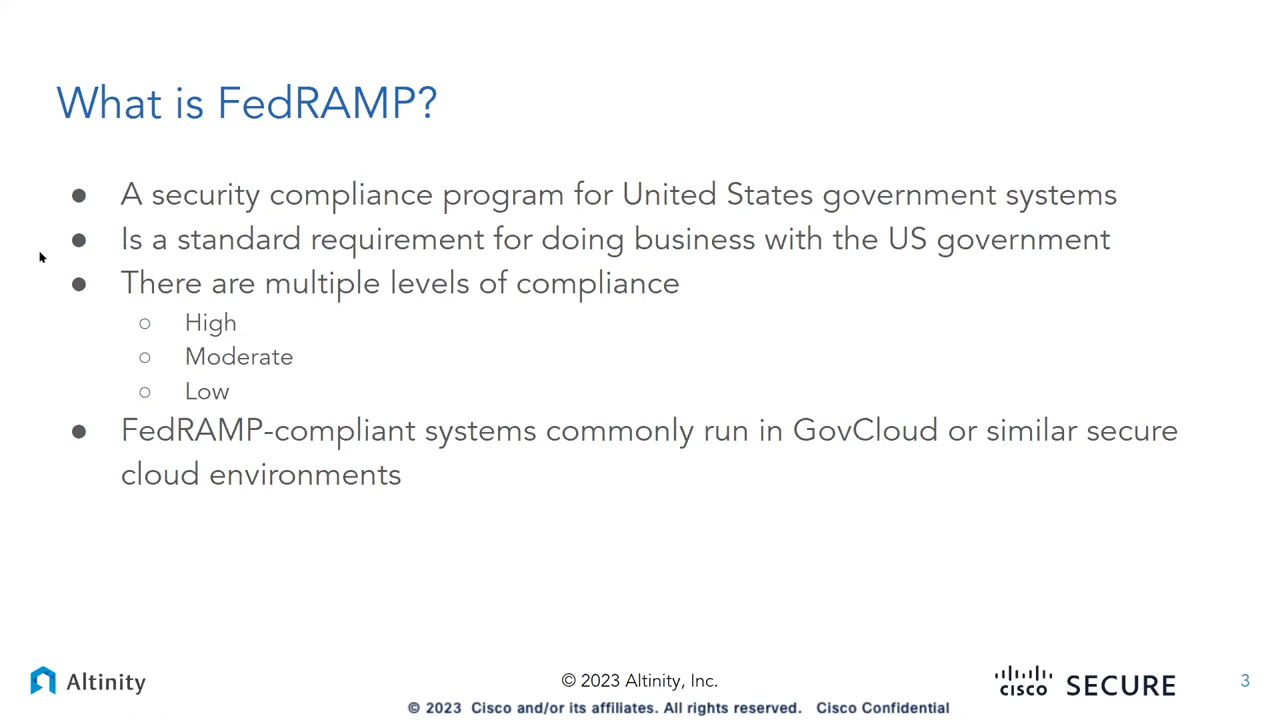 What is FedRAMP?
● A security compliance program for United States government systems
● Is a standard requirement for doing business with the US government
● There are multiple levels of compliance
○ High
○ Moderate
○ Low
● FedRAMP-compliant systems commonly run in GovCloud or similar secure
cloud environments
Altinity
© 2023 Altinity, Inc.
CISCO SECURE
3
© 2023 Cisco and/or its affiliates. All rights reserved. Cisco Confidential